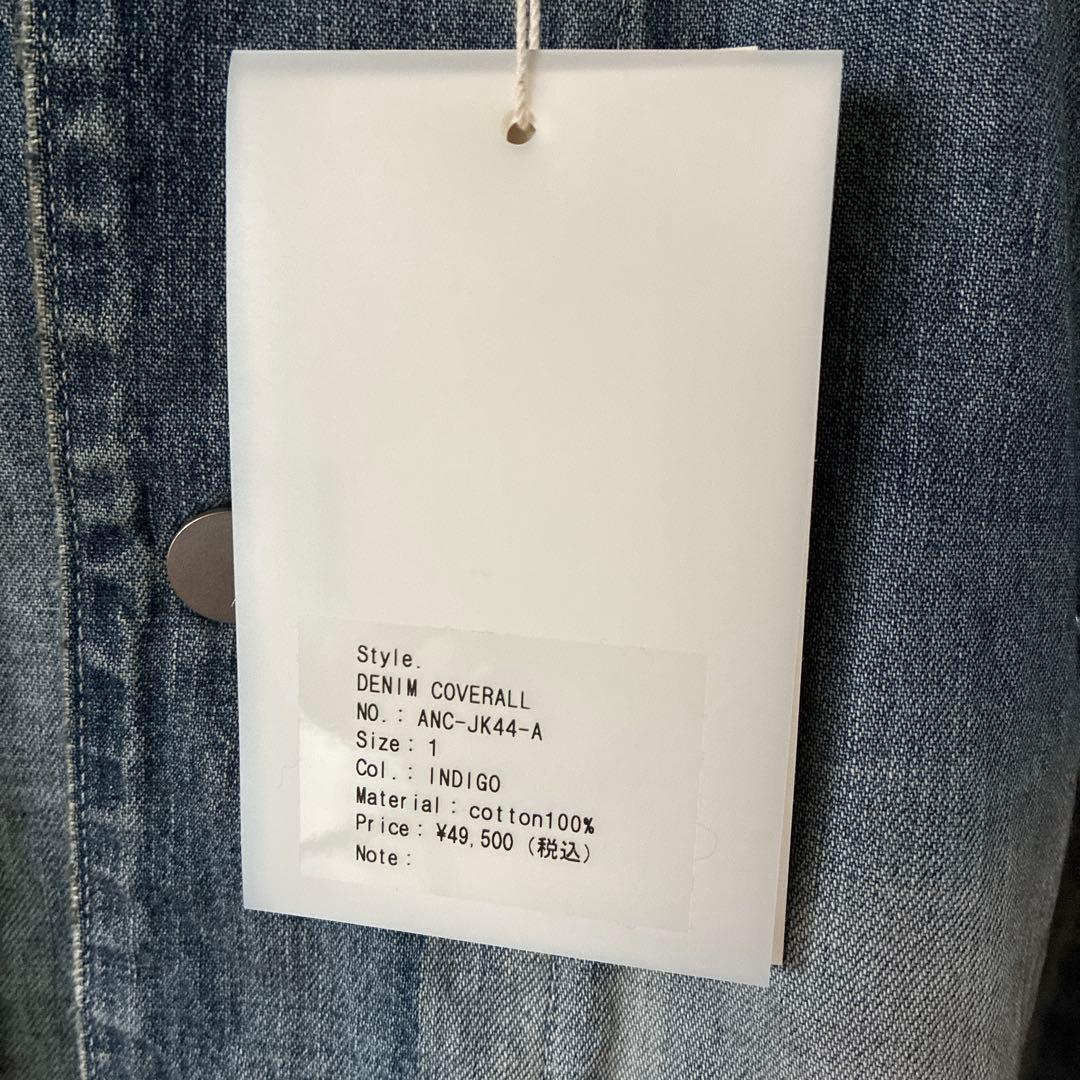 Style.
DENIM COVERALL
NO.: ANC-JK44-A
Size: 1
Col.: INDIGO
Material: cotton100%
Price: ¥49,500 (税込)
Note: